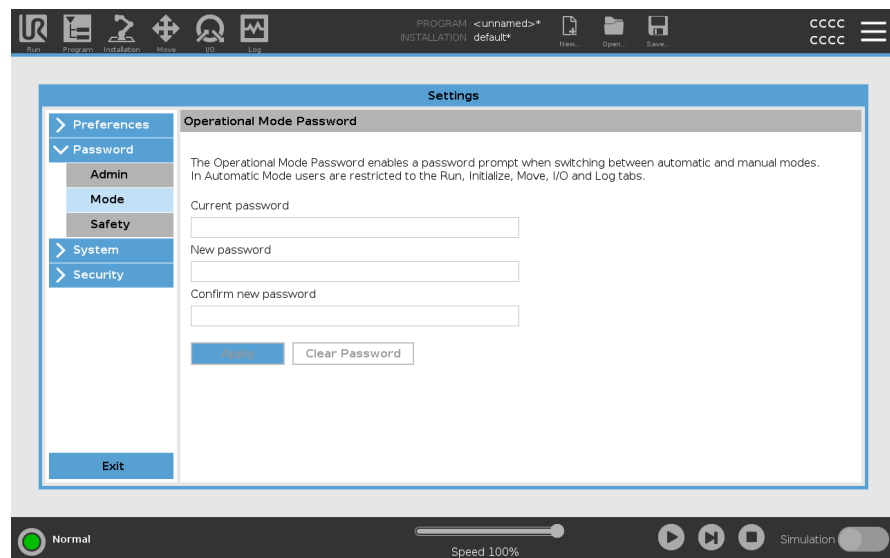 UR
PROGRAM <unnamed>*
INSTALLATION default*
CCCC
CCCC
Run
Program
Installation
Move
I/O
Log
New...
Open...
Save...
Settings
Preferences
Password
Admin
Mode
Safety
System
Security
Exit
Operational Mode Password
The Operational Mode Password enables a password prompt when switching between automatic and manual modes.
In Automatic Mode users are restricted to the Run, Initialize, Move, I/O and Log tabs.
Current password
New password
Confirm new password
Apply
Clear Password
Normal
Speed 100%
Simulation